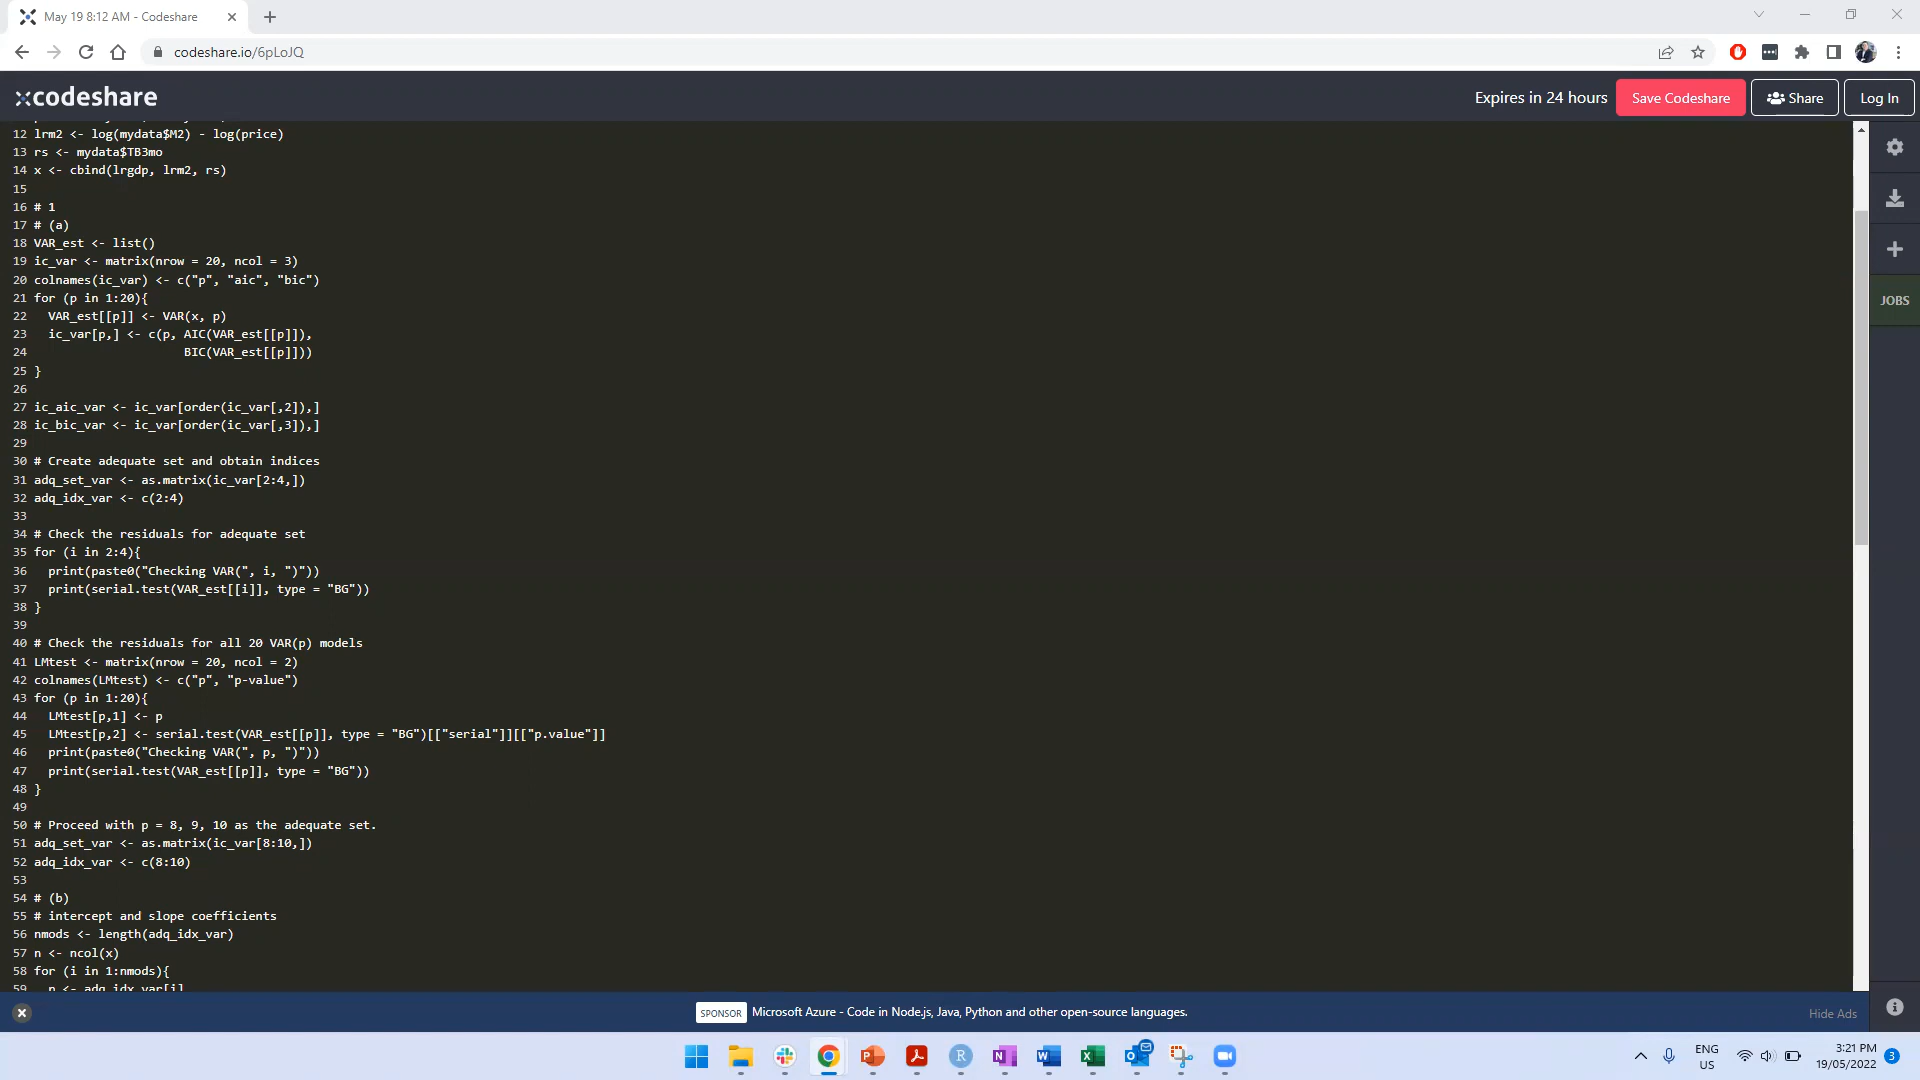 May 19 8:12 AM - Codeshare
codeshare.io/6pLoJQ
codeshare
Expires in 24 hours
Save Codeshare
Share
Log In
12 lrm2 <- log(mydata$M2) - log(price)
13 rs <- mydata$TB3mo
14 x <- cbind(lrgdp, lrm2, rs)
15
16 # 1
17 # (a)
18 VAR_est <- list()
19 ic_var <- matrix(nrow = 20, ncol = 3)
20 colnames(ic_var) <- c("p", "aic", "bic")
21 for (p in 1:20){
22   VAR_est[[p]] <- VAR(x, p)
23   ic_var[p,] <- c(p, AIC(VAR_est[[p]]),
24                      BIC(VAR_est[[p]]))
25 }
26
27 ic_aic_var <- ic_var[order(ic_var[,2]),]
28 ic_bic_var <- ic_var[order(ic_var[,3]),]
29
30 # Create adequate set and obtain indices
31 adq_set_var <- as.matrix(ic_var[2:4,])
32 adq_idx_var <- c(2:4)
33
34 # Check the residuals for adequate set
35 for (i in 2:4){
36   print(paste0("Checking VAR(", i, ")"))
37   print(serial.test(VAR_est[[i]], type = "BG"))
38 }
39
40 # Check the residuals for all 20 VAR(p) models
41 LMtest <- matrix(nrow = 20, ncol = 2)
42 colnames(LMtest) <- c("p", "p-value")
43 for (p in 1:20){
44   LMtest[p,1] <- p
45   LMtest[p,2] <- serial.test(VAR_est[[p]], type = "BG")[["serial"]][["p.value"]]
46   print(paste0("Checking VAR(", p, ")"))
47   print(serial.test(VAR_est[[p]], type = "BG"))
48 }
49
50 # Proceed with p = 8, 9, 10 as the adequate set.
51 adq_set_var <- as.matrix(ic_var[8:10,])
52 adq_idx_var <- c(8:10)
53
54 # (b)
55 # intercept and slope coefficients
56 nmods <- length(adq_idx_var)
57 n <- ncol(x)
58 for (i in 1:nmods){
59   p <- adq_idx_var[i]
JOBS
SPONSOR
Microsoft Azure - Code in Node.js, Java, Python and other open-source languages.
Hide Ads
ENG
US
3:21 PM
19/05/2022
3